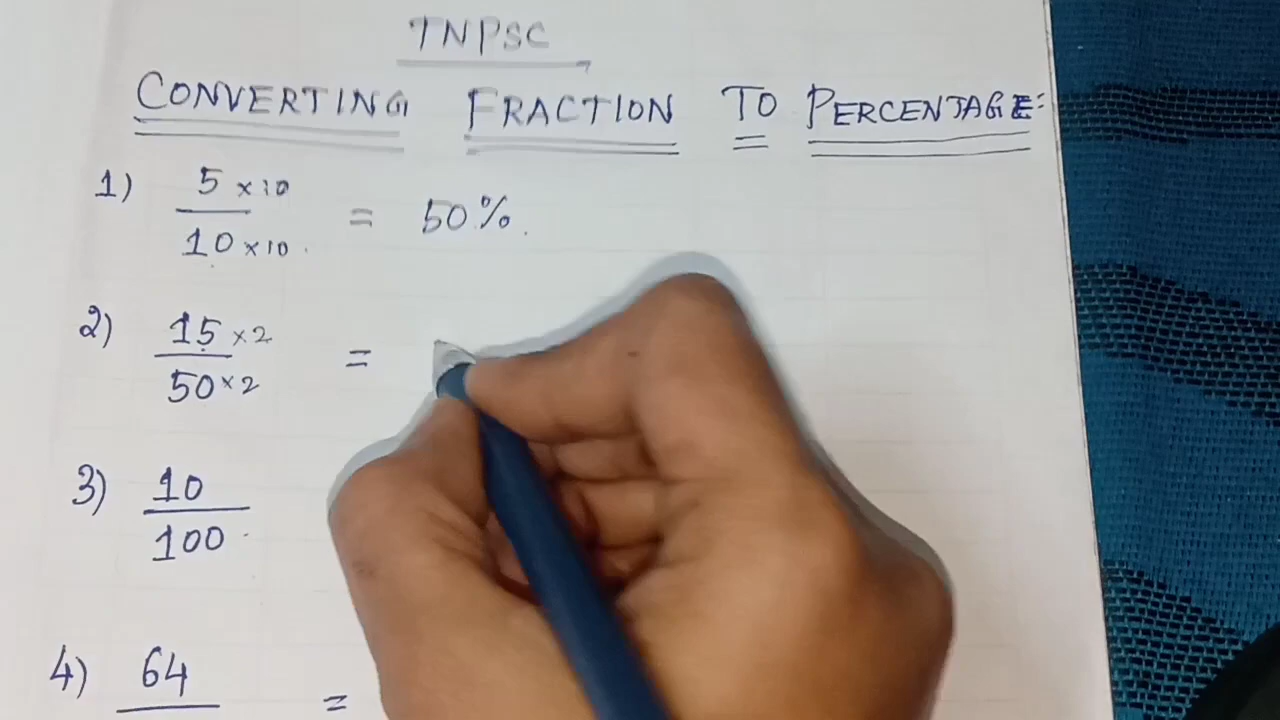 TNPSC
CONVERTING FRACTION TO PERCENTAGE:
1) 5 × 10
10 × 10 = 50%.
2) 15 × 2
50 × 2 =
3) 10
100
4) 64
=